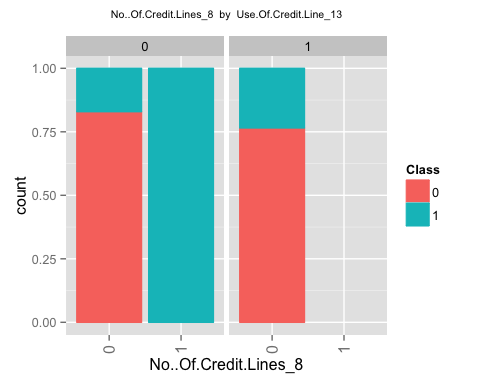 No..Of.Credit.Lines_8 by Use.Of.Credit.Line_13
0 1
1.00
0.75
0.50
0.25
0.00
count
0 1 0 1
No..Of.Credit.Lines_8
Class
0
1